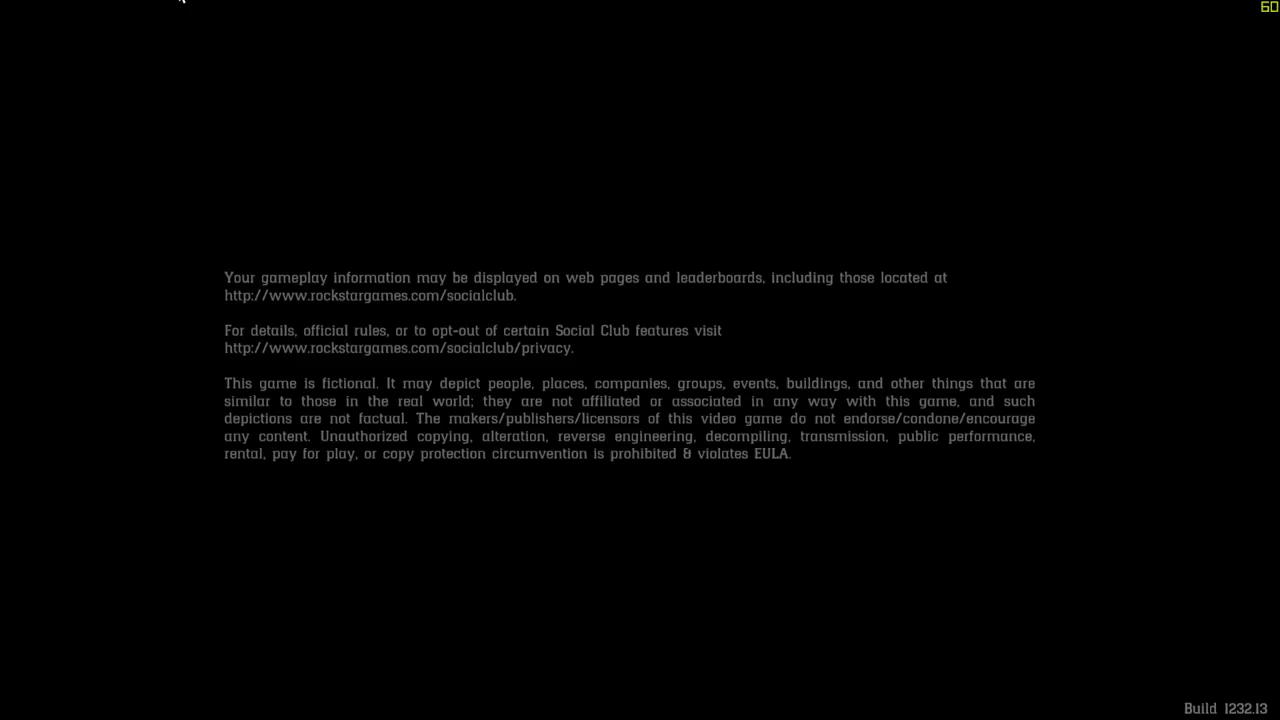 60
Your gameplay information may be displayed on web pages and leaderboards, including those located at
http://www.rockstargames.com/socialclub.
For details, official rules, or to opt-out of certain Social Club features visit
http://www.rockstargames.com/socialclub/privacy.
This game is fictional. It may depict people, places, companies, groups, events, buildings, and other things that are
similar to those in the real world; they are not affiliated or associated in any way with this game, and such
depictions are not factual. The makers/publishers/licensors of this video game do not endorse/condone/encourage
any content. Unauthorized copying, alteration, reverse engineering, decompiling, transmission, public performance,
rental, pay for play, or copy protection circumvention is prohibited & violates EULA.
Build 1232.13